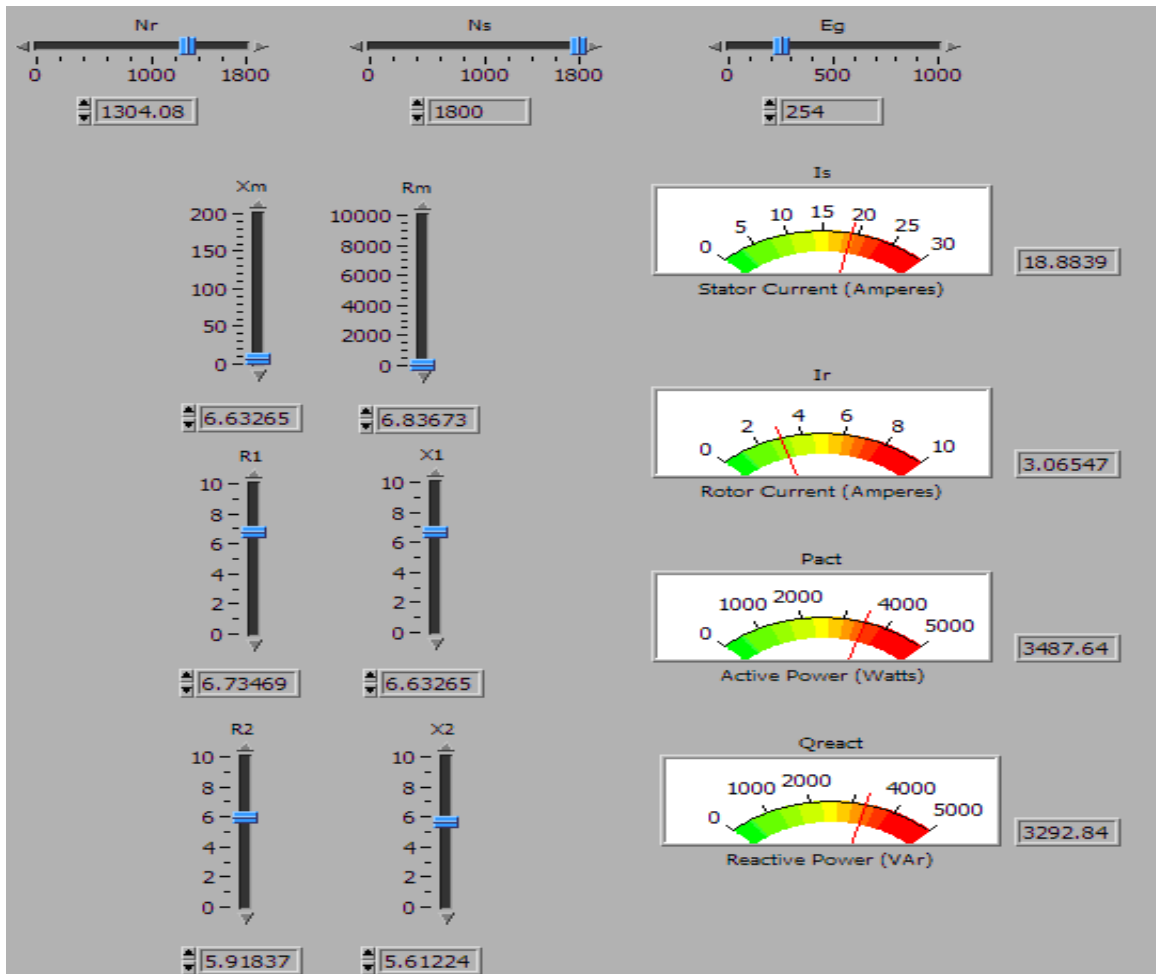 Nr Ns Eg
0 1000 1800 0 1000 1800 0 500 1000
1304.08 1800 254
Xm Rm
200 150 100 50 0
10000 8000 6000 4000 2000 0
6.63265 6.83673
R1 X1
10 8 6 4 2 0
10 8 6 4 2 0
6.73469 6.63265
R2 X2
10 8 6 4 2 0
10 8 6 4 2 0
5.91837 5.61224
Is
0 5 10 15 20 25 30
18.8839
Stator Current (Amperes)
Ir
0 2 4 6 8 10
3.06547
Rotor Current (Amperes)
Pact
0 1000 2000 4000 5000
3487.64
Active Power (Watts)
Qreact
0 1000 2000 4000 5000
3292.84
Reactive Power (VAr)